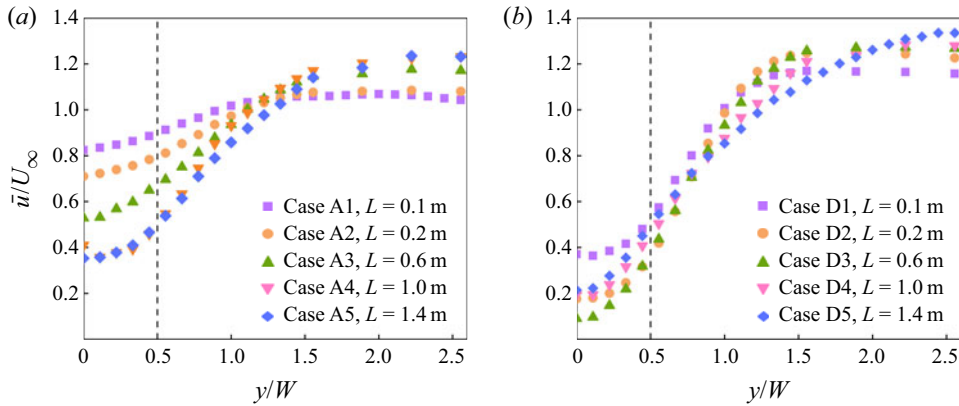 (a)
1.4
1.2
1.0
0.8
0.6
0.4
0.2
ū/U∞
Case A1, L = 0.1 m
Case A2, L = 0.2 m
Case A3, L = 0.6 m
Case A4, L = 1.0 m
Case A5, L = 1.4 m
0 0.5 1.0 1.5 2.0 2.5
y/W
(b)
1.4
1.2
1.0
0.8
0.6
0.4
0.2
Case D1, L = 0.1 m
Case D2, L = 0.2 m
Case D3, L = 0.6 m
Case D4, L = 1.0 m
Case D5, L = 1.4 m
0 0.5 1.0 1.5 2.0 2.5
y/W